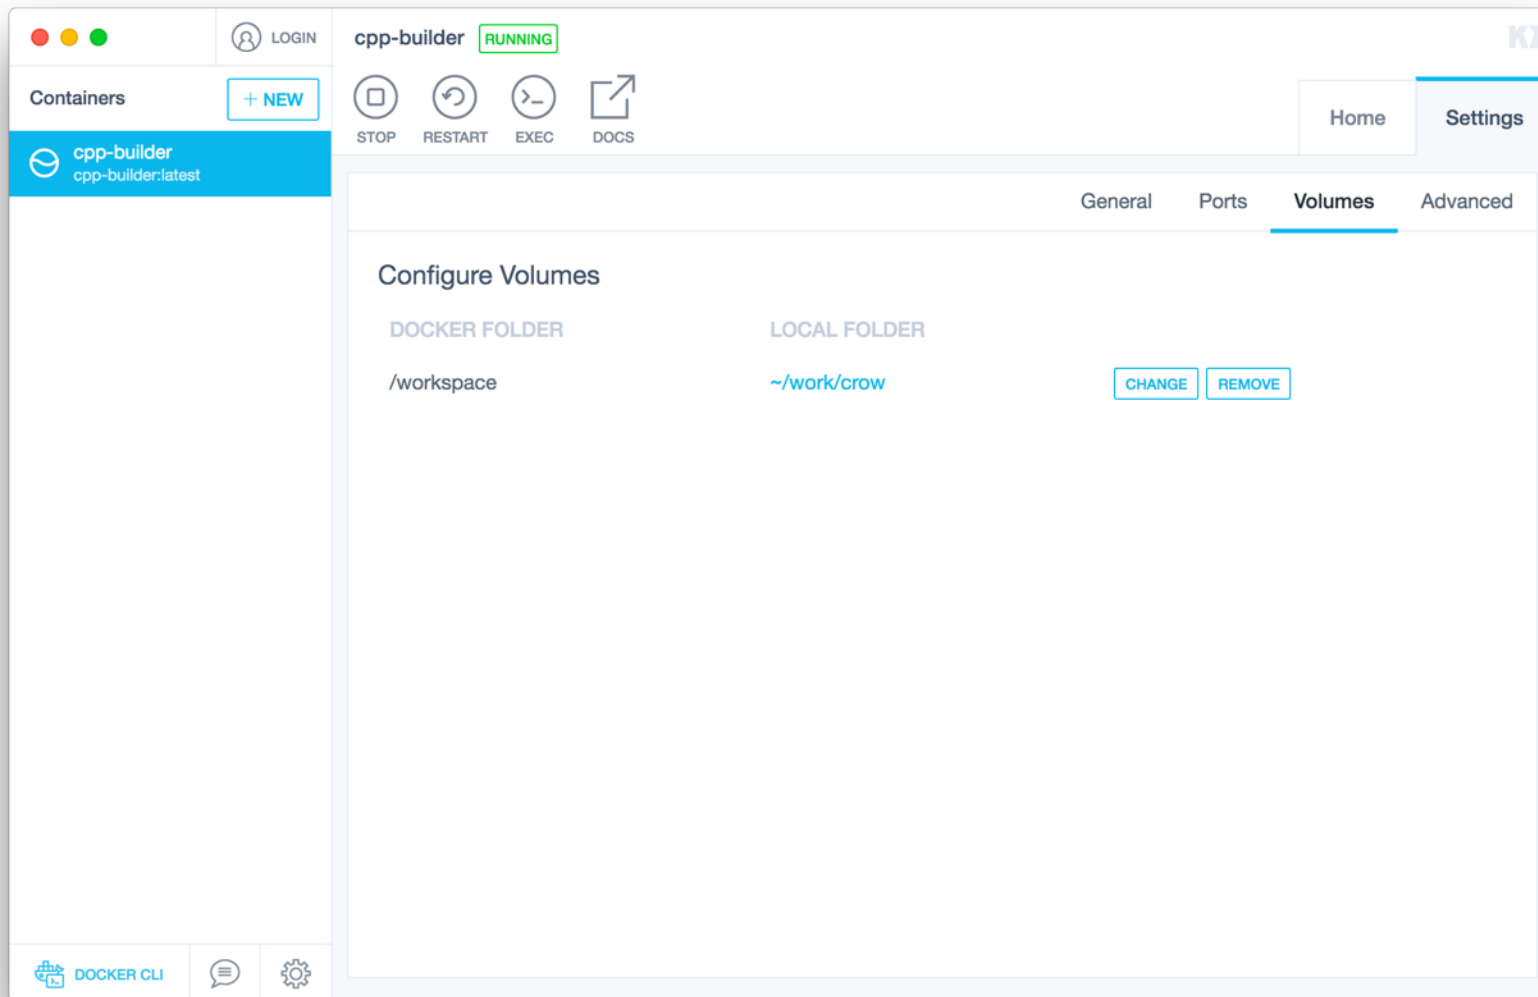 LOGIN
cpp-builder RUNNING
Containers
+ NEW
STOP RESTART EXEC DOCS
Home Settings
cpp-builder
cpp-builder:latest
General Ports Volumes Advanced
Configure Volumes
DOCKER FOLDER LOCAL FOLDER
/workspace ~/work/crow CHANGE REMOVE
DOCKER CLI